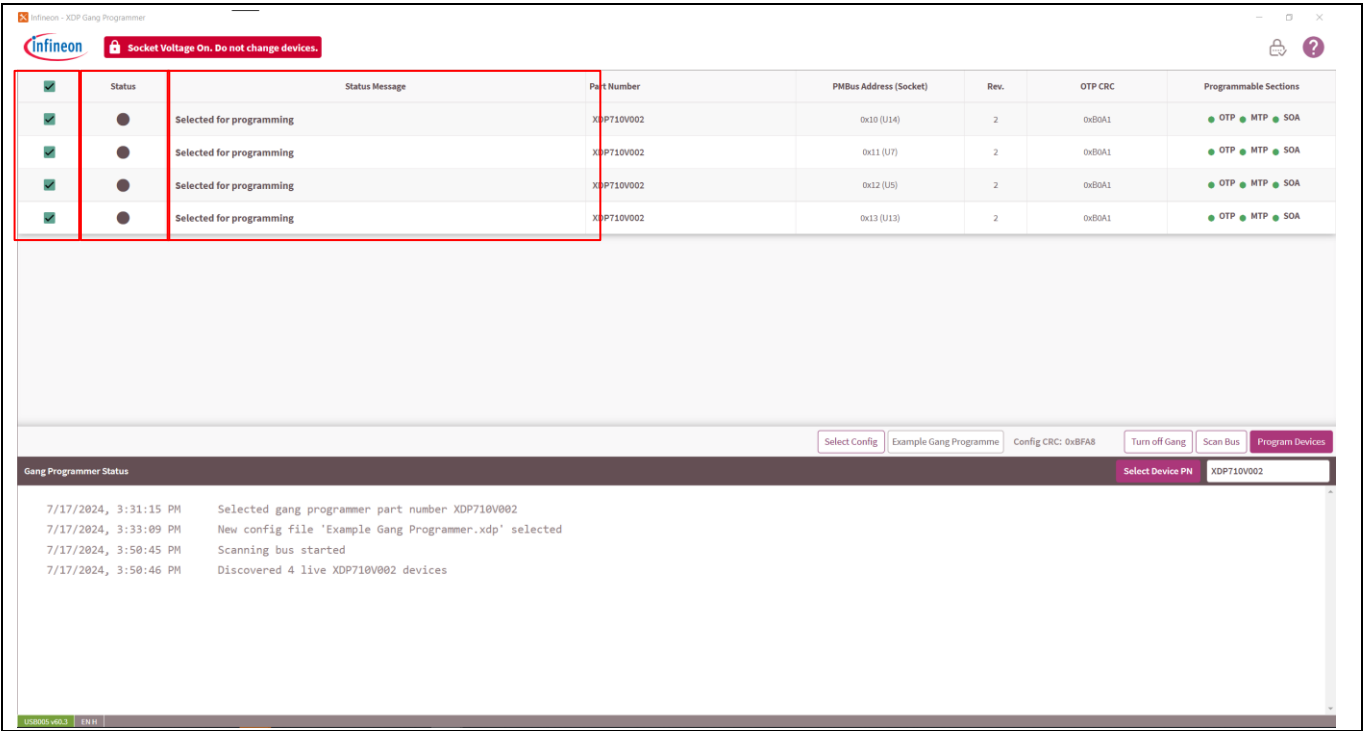 Infineon - XDP Gang Programmer
infineon Socket Voltage On. Do not change devices. ?
Status Status Message Part Number PMBus Address (Socket) Rev. OTP CRC Programmable Sections
Selected for programming XDP710V002 0x10 (U14) 2 0xB0A1 OTP MTP SOA
Selected for programming XDP710V002 0x11 (U7) 2 0xB0A1 OTP MTP SOA
Selected for programming XDP710V002 0x12 (U5) 2 0xB0A1 OTP MTP SOA
Selected for programming XDP710V002 0x13 (U13) 2 0xB0A1 OTP MTP SOA
Select Config Example Gang Programme Config CRC: 0xBFA8 Turn off Gang Scan Bus Program Devices
Gang Programmer Status Select Device PN XDP710V002
7/17/2024, 3:31:15 PM Selected gang programmer part number XDP710V002
7/17/2024, 3:33:09 PM New config file 'Example Gang Programmer.xdp' selected
7/17/2024, 3:50:45 PM Scanning bus started
7/17/2024, 3:50:46 PM Discovered 4 live XDP710V002 devices
USB005 v60.3 EN H